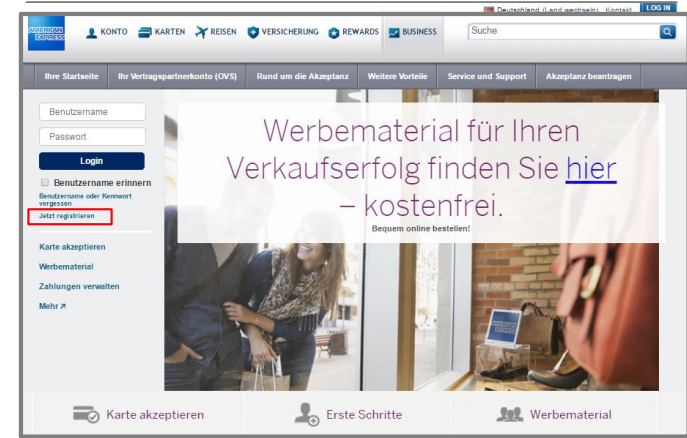 Deutschland (Land wechseln) Kontakt LOG IN
AMERICAN EXPRESS KONTO KARTEN REISEN VERSICHERUNG REWARDS BUSINESS Suche
Ihre Startseite Ihr Vertragspartnerkonto (OVS) Rund um die Akzeptanz Weitere Vorteile Service und Support Akzeptanz beantragen
Benutzername
Passwort
Login
Benutzername erinnern
Benutzername oder Kennwort
vergessen
Jetzt registrieren
Karte akzeptieren
Werbematerial
Zahlungen verwalten
Mehr
Werbematerial für Ihren
Verkaufserfolg finden Sie hier
– kostenfrei.
Bequem online bestellen!
Karte akzeptieren Erste Schritte Werbematerial